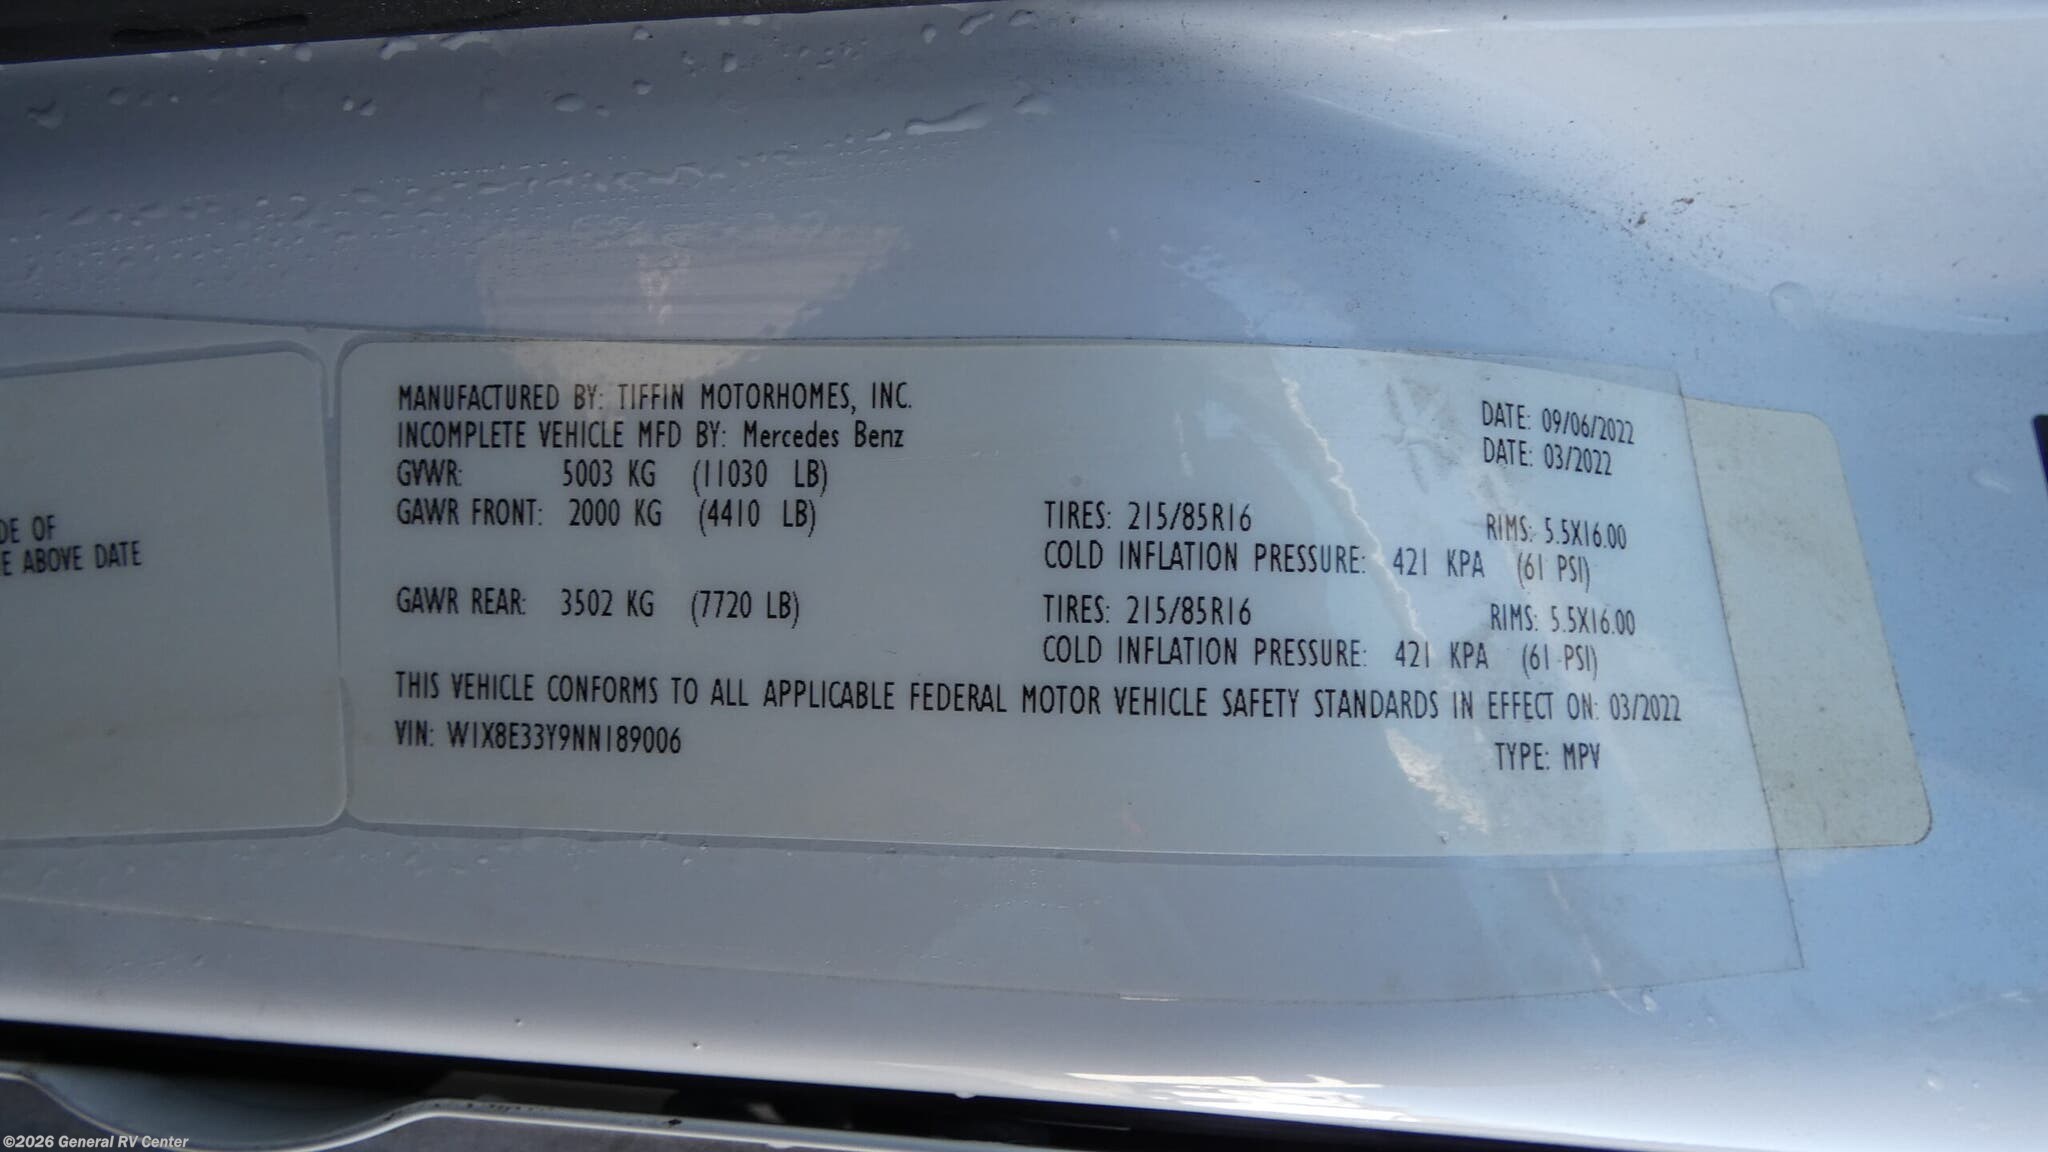 DE OF
E ABOVE DATE
MANUFACTURED BY: TIFFIN MOTORHOMES, INC. DATE: 09/06/2022
INCOMPLETE VEHICLE MFD BY: Mercedes Benz DATE: 03/2022
GVWR: 5003 KG (11030 LB)
GAWR FRONT: 2000 KG (4410 LB) TIRES: 215/85R16 RIMS: 5.5X16.00
COLD INFLATION PRESSURE: 421 KPA (61 PSI)
GAWR REAR: 3502 KG (7720 LB) TIRES: 215/85R16 RIMS: 5.5X16.00
COLD INFLATION PRESSURE: 421 KPA (61 PSI)
THIS VEHICLE CONFORMS TO ALL APPLICABLE FEDERAL MOTOR VEHICLE SAFETY STANDARDS IN EFFECT ON: 03/2022
VIN: W1X8E33Y9NN189006 TYPE: MPV
©2026 General RV Center